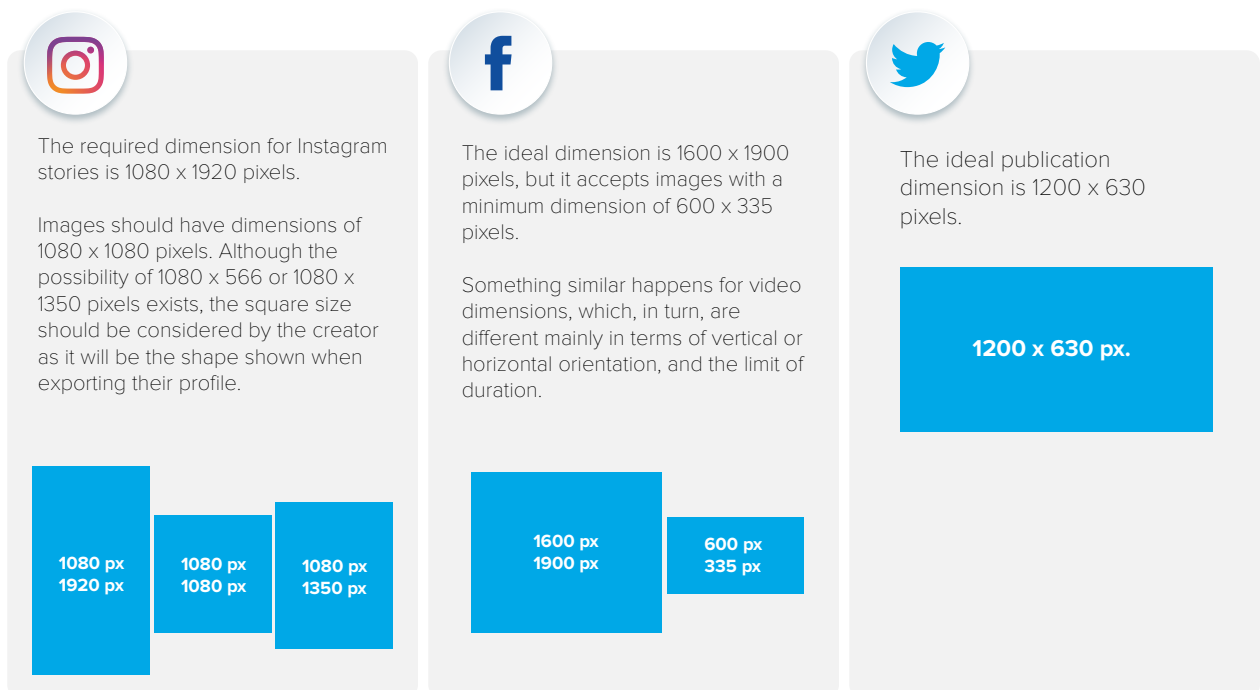 The required dimension for Instagram
stories is 1080 x 1920 pixels.
Images should have dimensions of
1080 x 1080 pixels. Although the
possibility of 1080 x 566 or 1080 x
1350 pixels exists, the square size
should be considered by the creator
as it will be the shape shown when
exporting their profile.
1080 px
1920 px
1080 px
1080 px
1080 px
1350 px
The ideal dimension is 1600 x 1900
pixels, but it accepts images with a
minimum dimension of 600 x 335
pixels.
Something similar happens for video
dimensions, which, in turn, are
different mainly in terms of vertical or
horizontal orientation, and the limit of
duration.
1600 px
1900 px
600 px
335 px
The ideal publication
dimension is 1200 x 630
pixels.
1200 x 630 px.